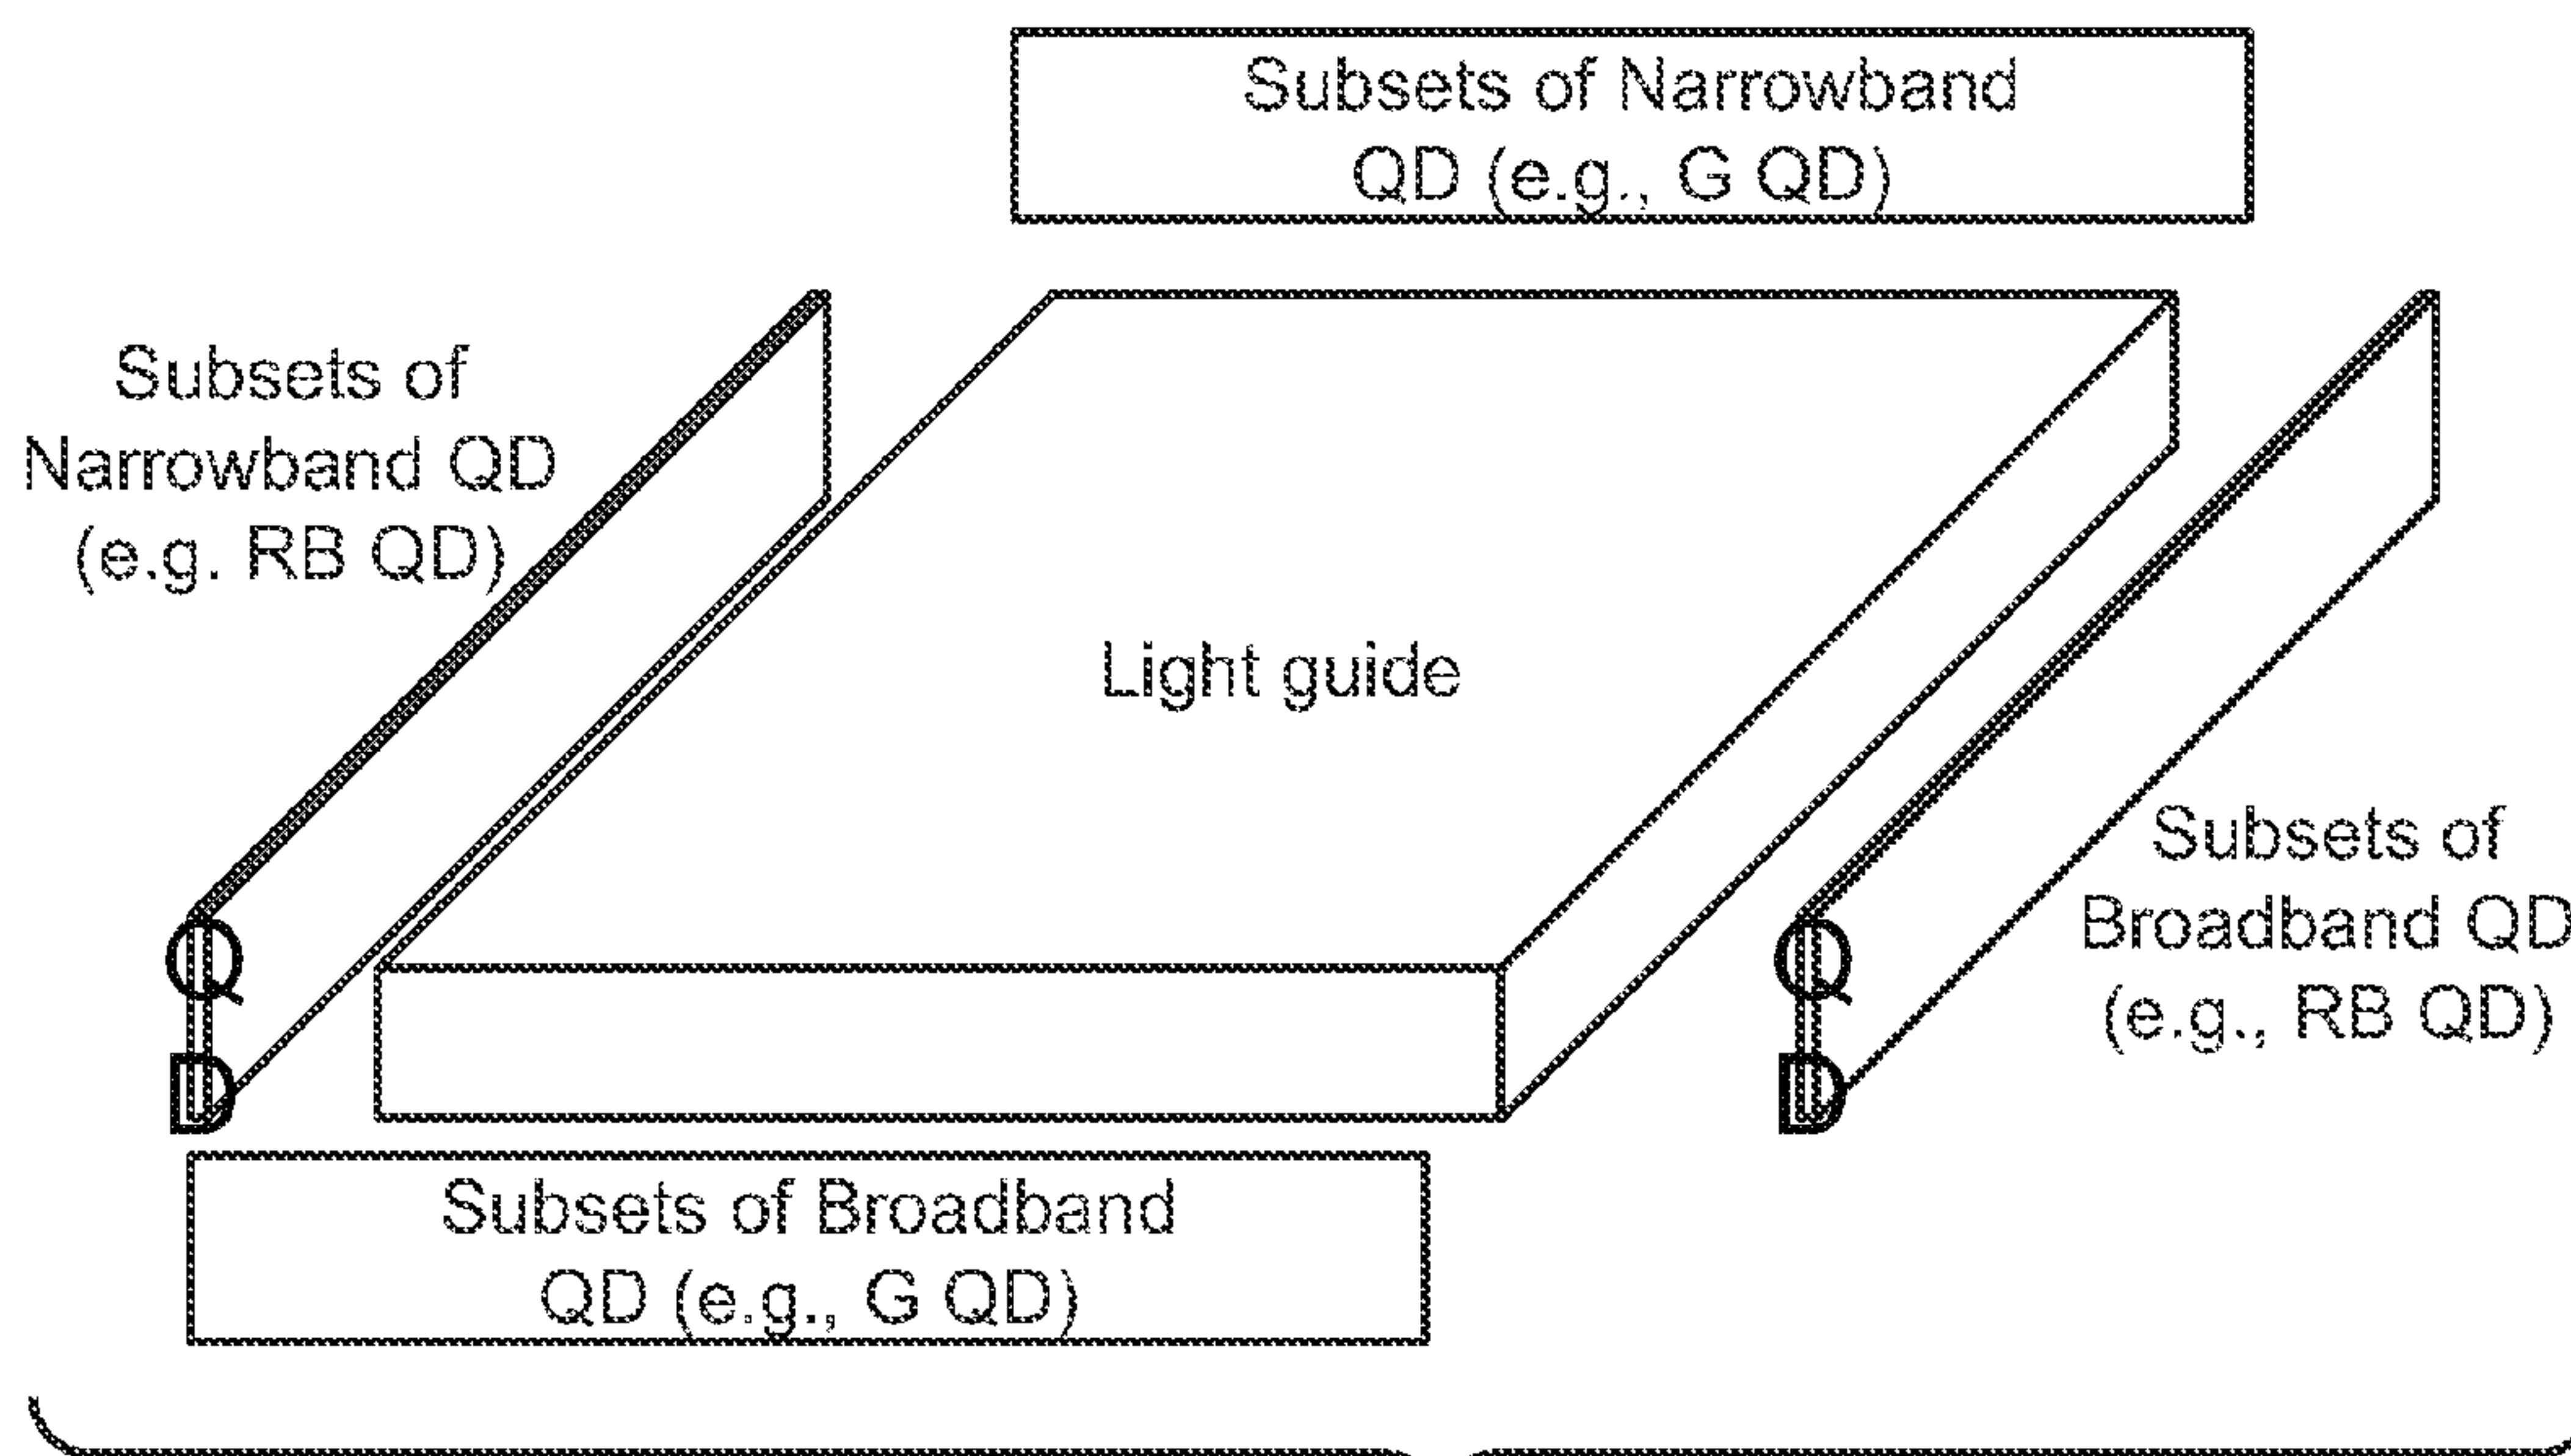 Subsets of Narrowband
QD (e.g., G QD)
Subsets of
Narrowband QD
(e.g. RB QD)
Light guide
Subsets of
Broadband QD
(e.g., RB QD)
Q
D
Q
D
Subsets of Broadband
QD (e.g., G QD)